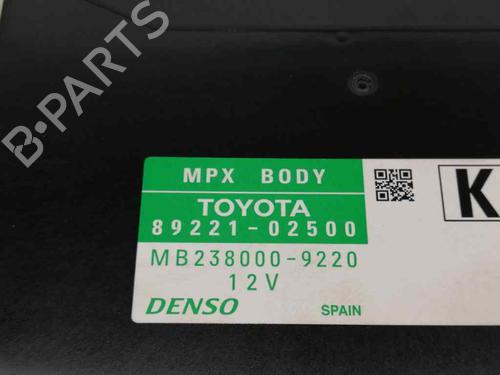 MPX BODY
TOYOTA
89221-02500
MB238000-9220
12V
DENSO SPAIN
K
B-PARTS